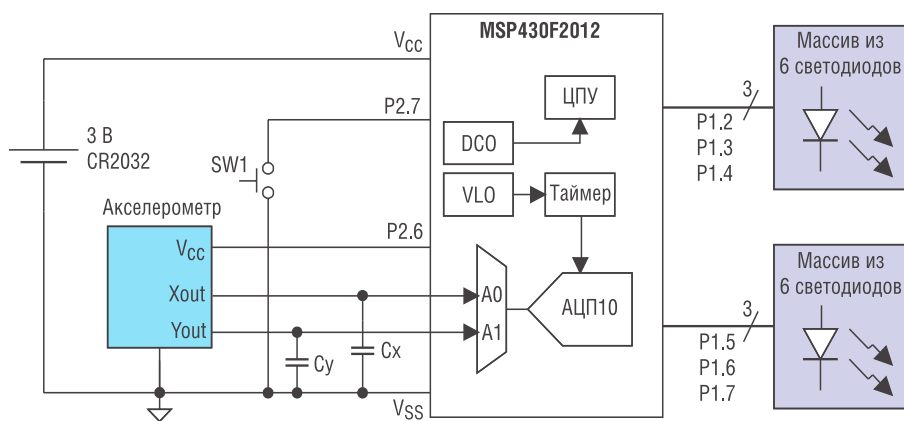 MSP430F2012
VCC
P2.7
3 В
CR2032
SW1
Акселерометр
VCC
P2.6
Xout
Yout
Cy
Cx
VSS
ЦПУ
DCO
VLO
Таймер
A0
A1
АЦП10
3
P1.2
P1.3
P1.4
Массив из
6 светодиодов
3
P1.5
P1.6
P1.7
Массив из
6 светодиодов